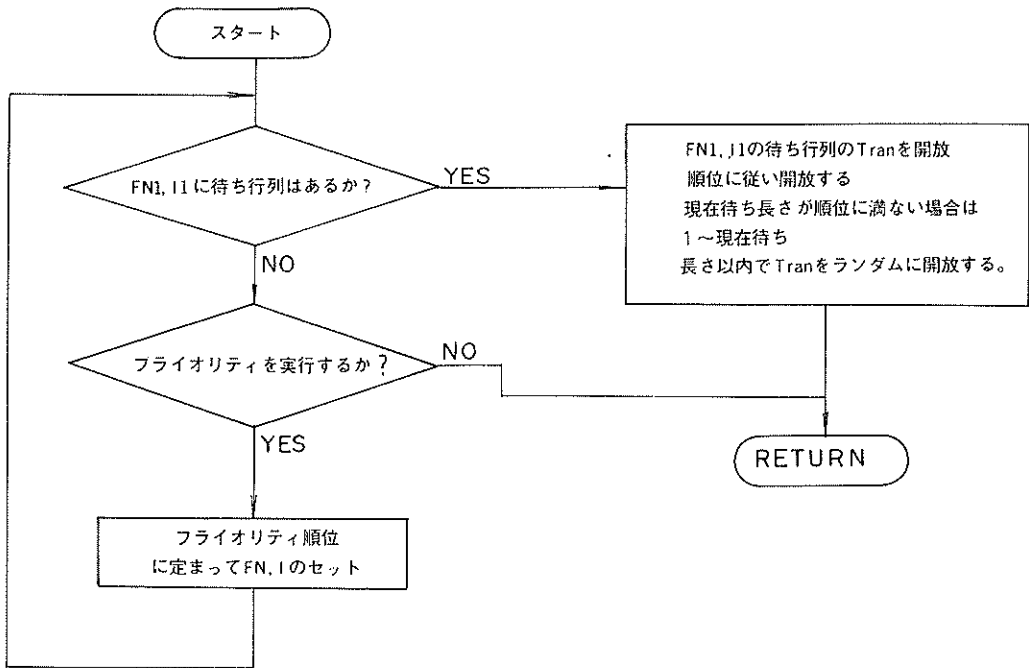 スタート
FN1, I1に待ち行列はあるか?
YES
FN1, J1の待ち行列のTranを開放
順位に従い開放する
現在待ち長さが順位に満ない場合は
1~現在待ち
長さ以内でTranをランダムに開放する。
NO
プライオリティを実行するか?
NO
YES
RETURN
フライオリティ順位
に定まってFN, Iのセット